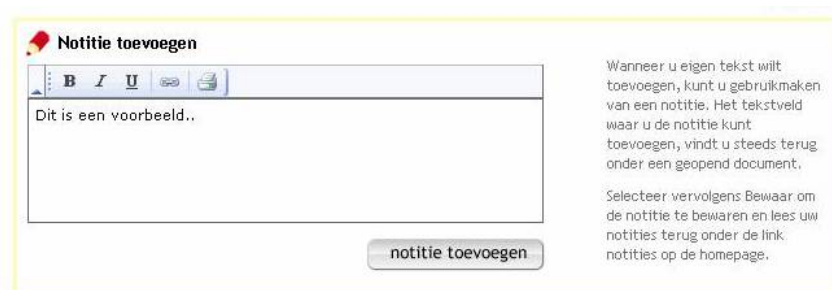 Notitie toevoegen
B I U
Dit is een voorbeeld..
notitie toevoegen
Wanneer u eigen tekst wilt
toevoegen, kunt u gebruikmaken
van een notitie. Het tekstveld
waar u de notitie kunt
toevoegen, vindt u steeds terug
onder een geopend document.
Selecteer vervolgens Bewaar om
de notitie te bewaren en lees uw
notities terug onder de link
notities op de homepage.